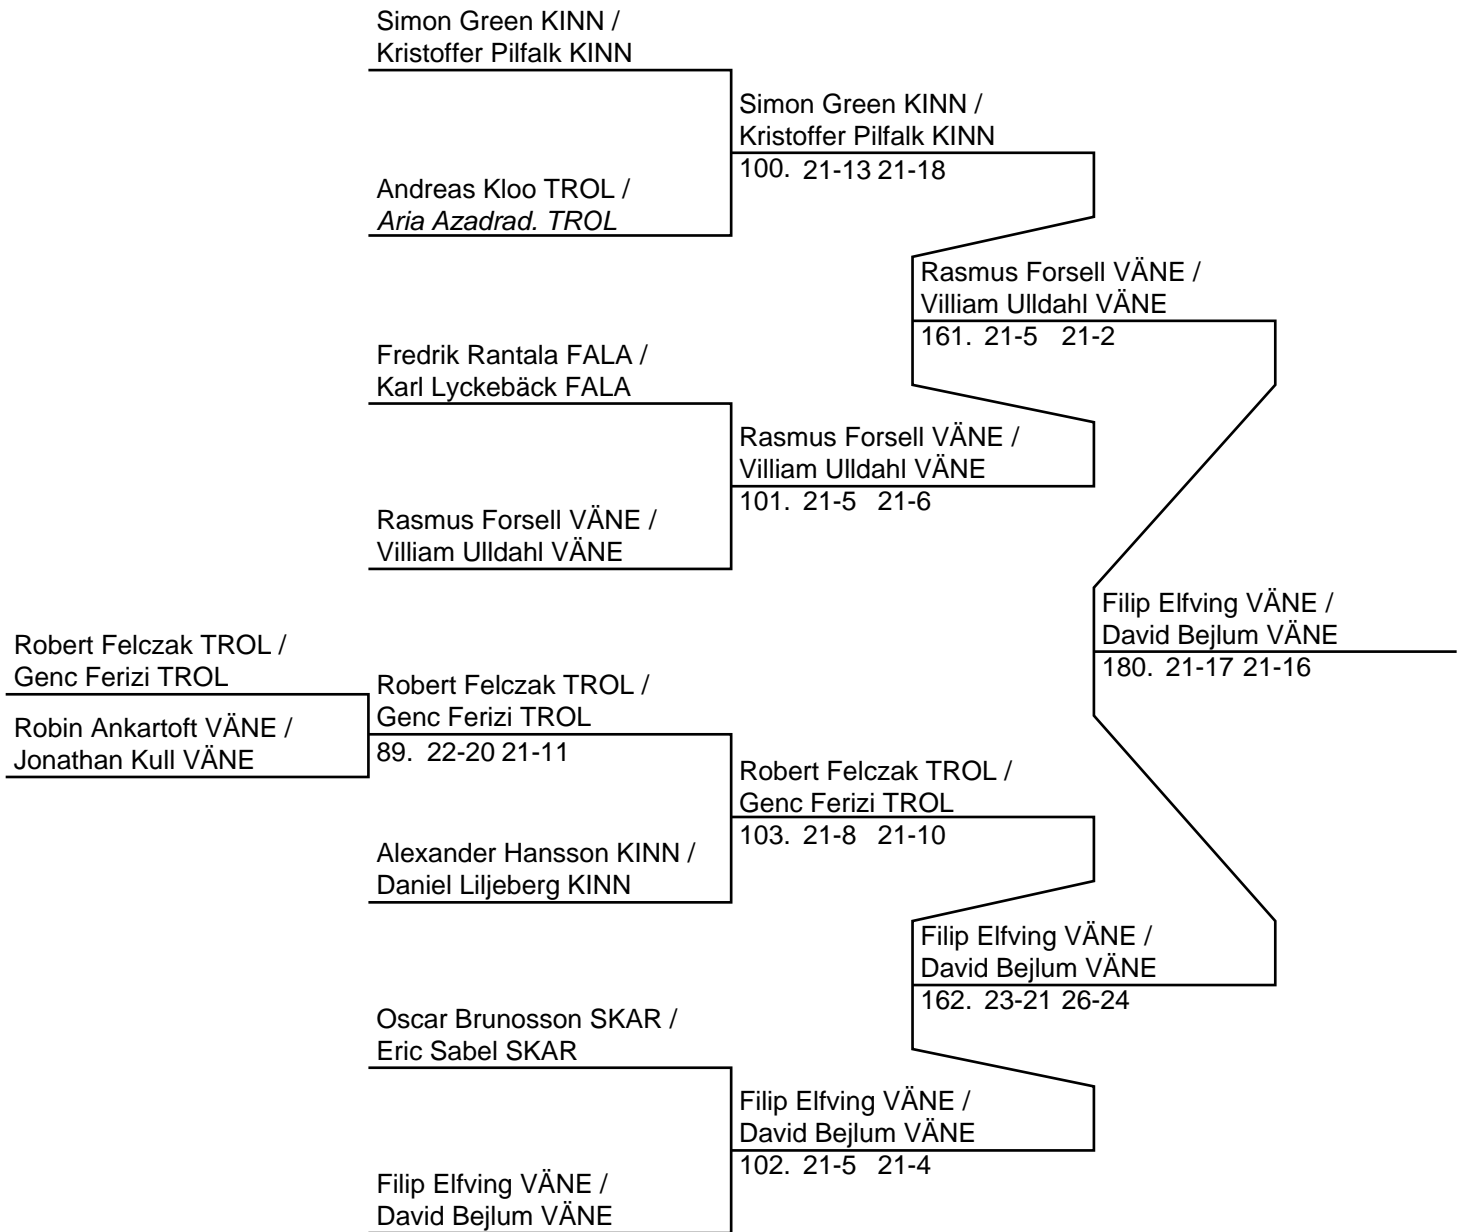 Simon Green KINN /
Kristoffer Pilfalk KINN
Simon Green KINN /
Kristoffer Pilfalk KINN
100. 21-13 21-18
Andreas Kloo TROL /
Aria Azadrad. TROL
Rasmus Forsell VÄNE /
Villiam Ulldahl VÄNE
161. 21-5 21-2
Fredrik Rantala FALA /
Karl Lyckebäck FALA
Rasmus Forsell VÄNE /
Villiam Ulldahl VÄNE
101. 21-5 21-6
Rasmus Forsell VÄNE /
Villiam Ulldahl VÄNE
Filip Elfving VÄNE /
David Bejlum VÄNE
180. 21-17 21-16
Robert Felczak TROL /
Genc Ferizi TROL
Robert Felczak TROL /
Genc Ferizi TROL
89. 22-20 21-11
Robin Ankartoft VÄNE /
Jonathan Kull VÄNE
Robert Felczak TROL /
Genc Ferizi TROL
103. 21-8 21-10
Alexander Hansson KINN /
Daniel Liljeberg KINN
Filip Elfving VÄNE /
David Bejlum VÄNE
162. 23-21 26-24
Oscar Brunosson SKAR /
Eric Sabel SKAR
Filip Elfving VÄNE /
David Bejlum VÄNE
102. 21-5 21-4
Filip Elfving VÄNE /
David Bejlum VÄNE